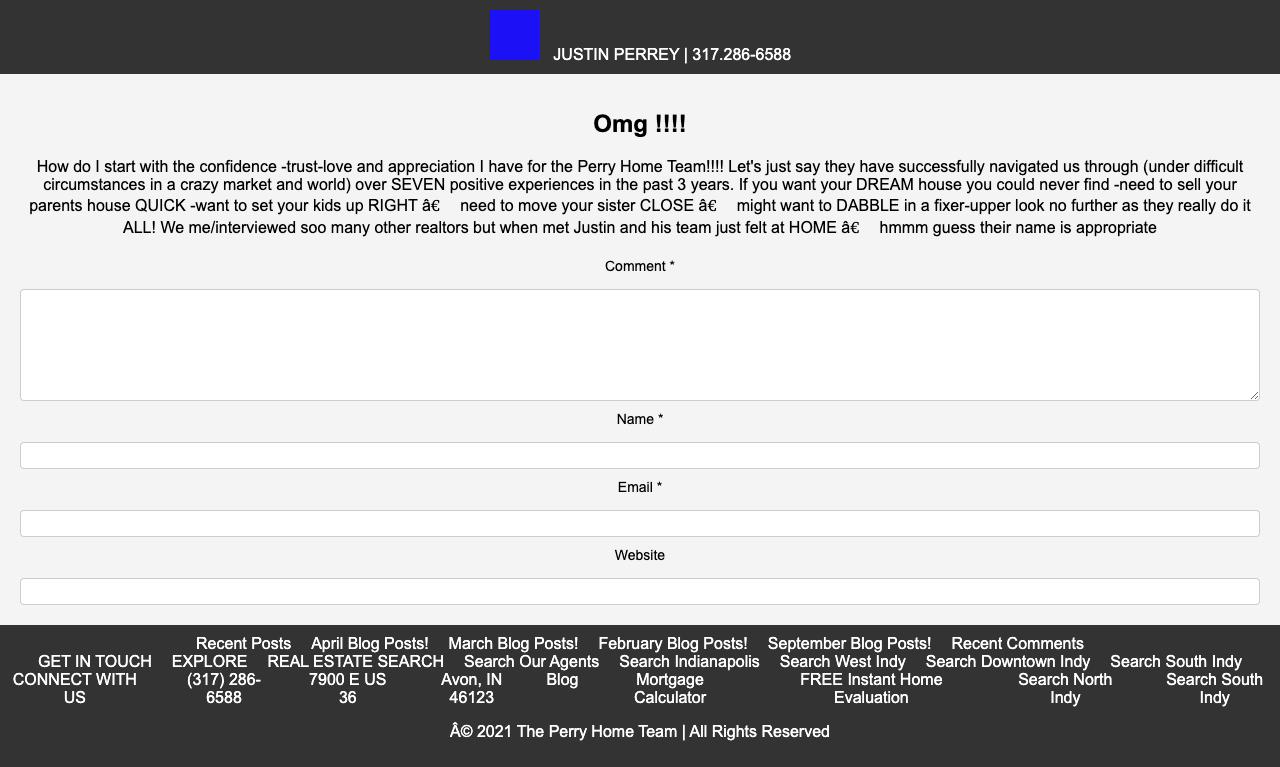 JUSTIN PERREY | 317.286-6588
Omg !!!!
How do I start with the confidence -trust-love and appreciation I have for the Perry Home Team!!!! Let's just say they have successfully navigated us through (under difficult
circumstances in a crazy market and world) over SEVEN positive experiences in the past 3 years. If you want your DREAM house you could never find -need to sell your
parents house QUICK -want to set your kids up RIGHT â€ need to move your sister CLOSE â€ might want to DABBLE in a fixer-upper look no further as they really do it
ALL! We me/interviewed soo many other realtors but when met Justin and his team just felt at HOME â€ hmmm guess their name is appropriate
Comment *
Name *
Email *
Website
Recent Posts April Blog Posts! March Blog Posts! February Blog Posts! September Blog Posts! Recent Comments
GET IN TOUCH EXPLORE REAL ESTATE SEARCH Search Our Agents Search Indianapolis Search West Indy Search Downtown Indy Search South Indy
CONNECT WITH (317) 286- 7900 E US Avon, IN Blog Mortgage FREE Instant Home Search North Search South
US 6588 36 46123 Calculator Evaluation Indy Indy
Â© 2021 The Perry Home Team | All Rights Reserved